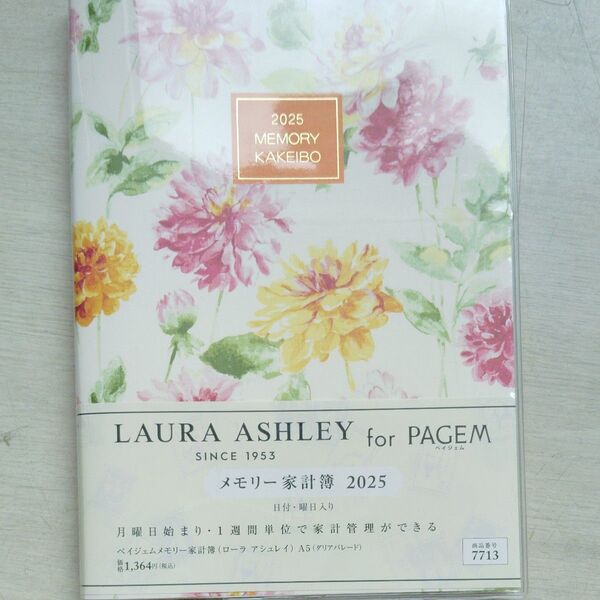 2025
MEMORY
KAKEIBO
LAURA ASHLEY for PAGEM
ペイジェム
SINCE 1953
メモリー家計簿 2025
日付・曜日入り
月曜日始まり・1週間単位で家計管理ができる
ペイジェムメモリー家計簿(ローラ アシュレイ) A5(ダリアパレード)
価格 1,364円(税込)
商品番号
7713